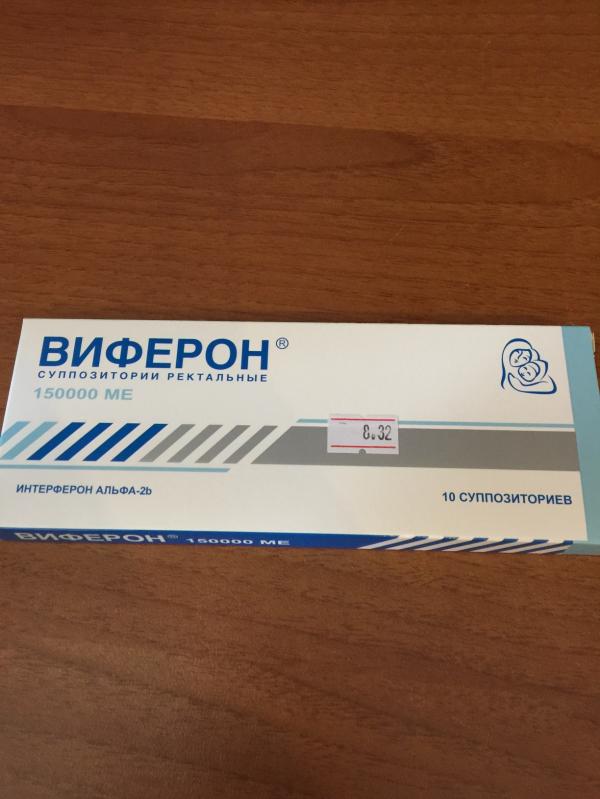 ВИФЕРОН®
СУППОЗИТОРИИ РЕКТАЛЬНЫЕ
150000 МЕ
8.32
ИНТЕРФЕРОН АЛЬФА-2b
10 СУППОЗИТОРИЕВ
ВИФЕРОН® 150000 МЕ